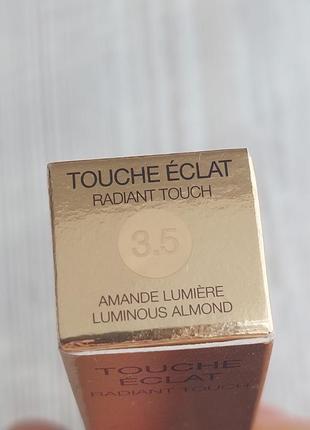 TOUCHE ÉCLAT
RADIANT TOUCH
3.5
AMANDE LUMIÈRE
LUMINOUS ALMOND
TOUCHE
ÉCLAT
RADIANT TOUCH